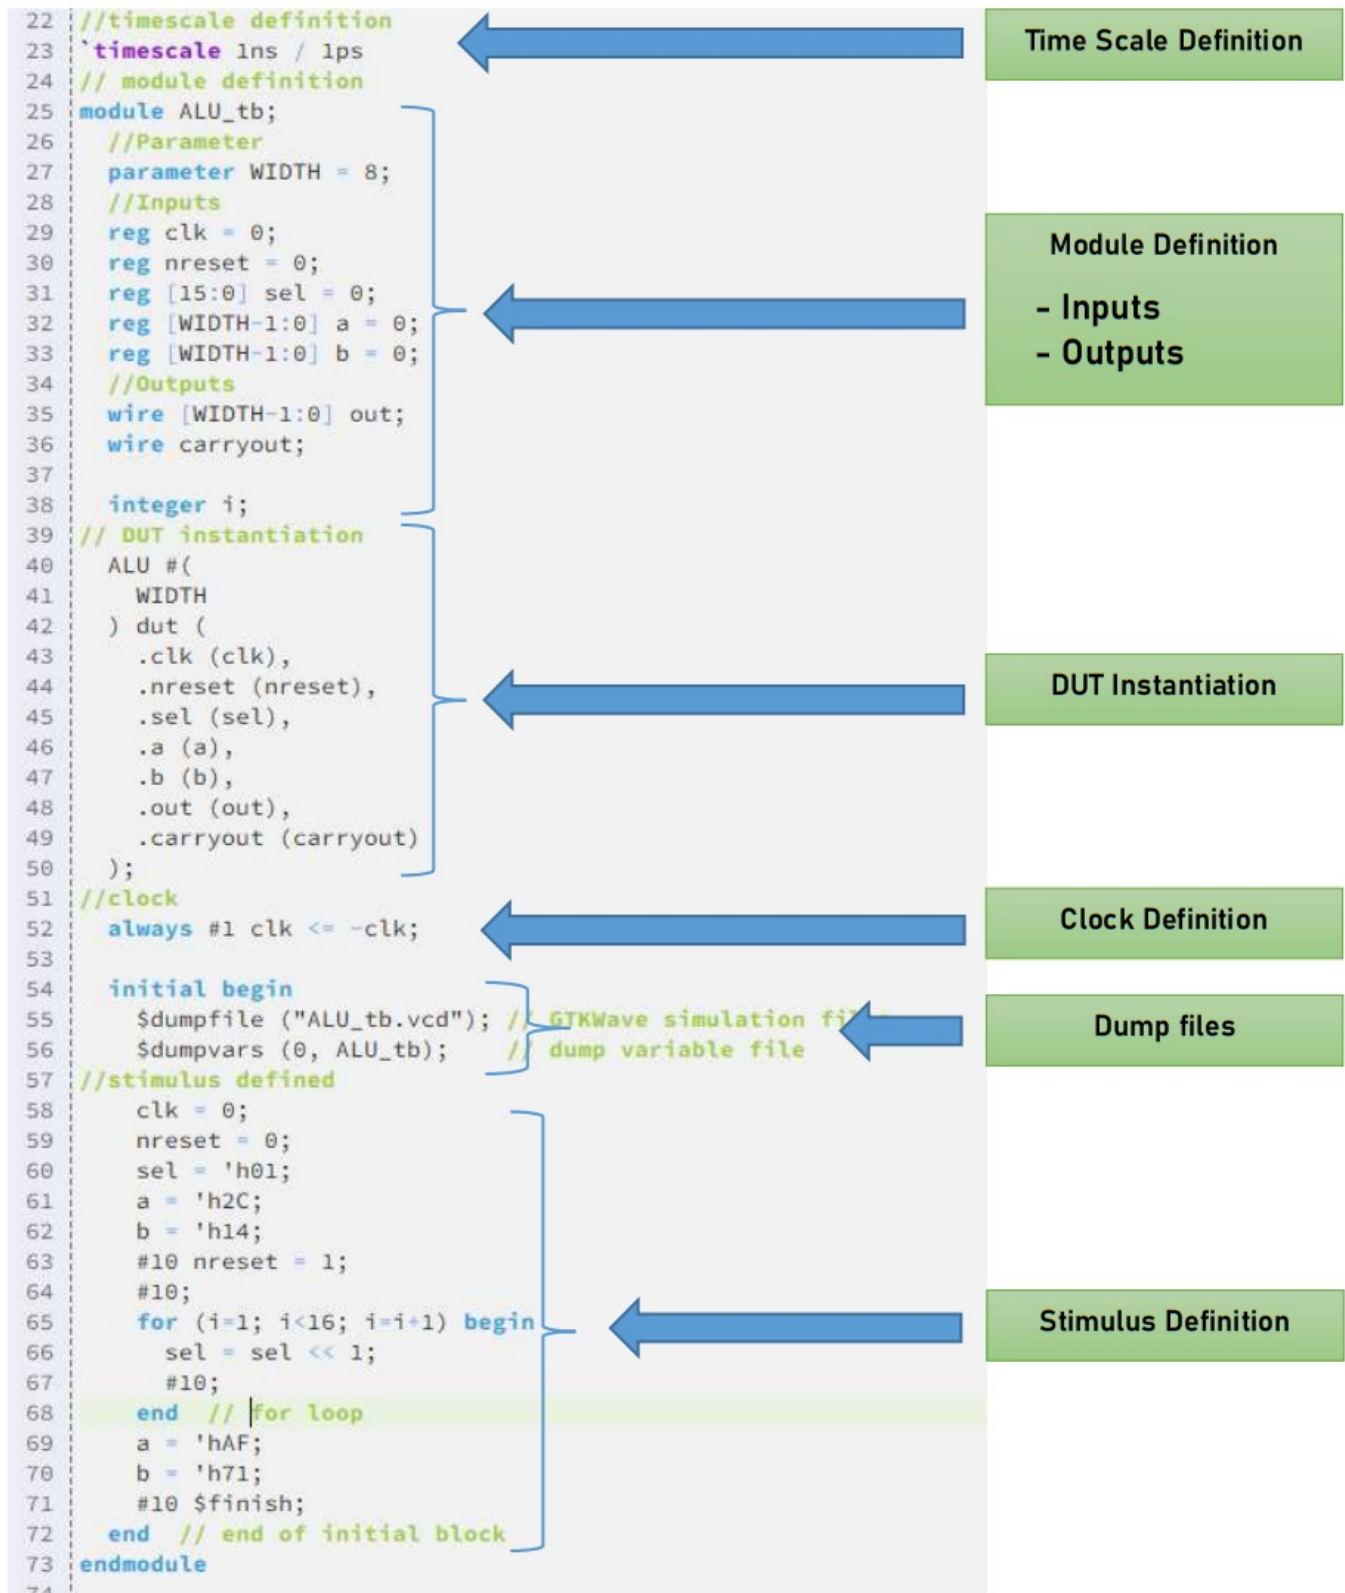 22 //timescale definition
23 `timescale 1ns / 1ps
24 // module definition
25 module ALU_tb;
26 //Parameter
27 parameter WIDTH = 8;
28 //Inputs
29 reg clk = 0;
30 reg nreset = 0;
31 reg [15:0] sel = 0;
32 reg [WIDTH-1:0] a = 0;
33 reg [WIDTH-1:0] b = 0;
34 //Outputs
35 wire [WIDTH-1:0] out;
36 wire carryout;
37
38 integer i;
39 // DUT instantiation
40 ALU #(
41 WIDTH
42 ) dut (
43 .clk (clk),
44 .nreset (nreset),
45 .sel (sel),
46 .a (a),
47 .b (b),
48 .out (out),
49 .carryout (carryout)
50 );
51 //clock
52 always #1 clk <= ~clk;
53
54 initial begin
55 $dumpfile ("ALU_tb.vcd"); // GTKWave simulation
56 $dumpvars (0, ALU_tb); // dump variable file
57 //stimulus defined
58 clk = 0;
59 nreset = 0;
60 sel = 'h01;
61 a = 'h2C;
62 b = 'h14;
63 #10 nreset = 1;
64 #10;
65 for (i=1; i<16; i=i+1) begin
66 sel = sel << 1;
67 #10;
68 end // for loop
69 a = 'hAF;
70 b = 'h71;
71 #10 $finish;
72 end // end of initial block
73 endmodule
Time Scale Definition
Module Definition
- Inputs
- Outputs
DUT Instantiation
Clock Definition
Dump files
Stimulus Definition